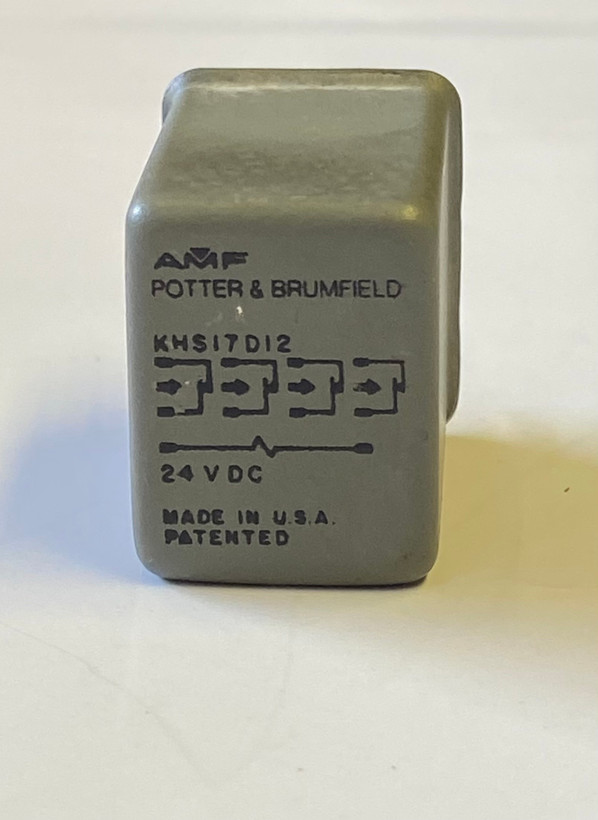 AMF
POTTER & BRUMFIELD
KHS17D12
24 VDC
MADE IN U.S.A.
PATENTED